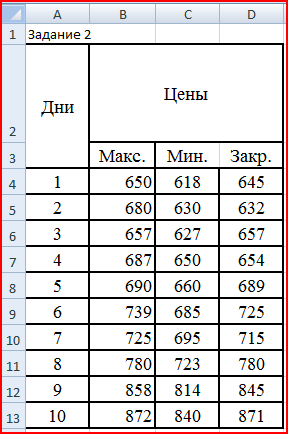 A B C D
1 Задание 2
2 Дни Цены
3 Макс. Мин. Закр.
4 1 650 618 645
5 2 680 630 632
6 3 657 627 657
7 4 687 650 654
8 5 690 660 689
9 6 739 685 725
10 7 725 695 715
11 8 780 723 780
12 9 858 814 845
13 10 872 840 871